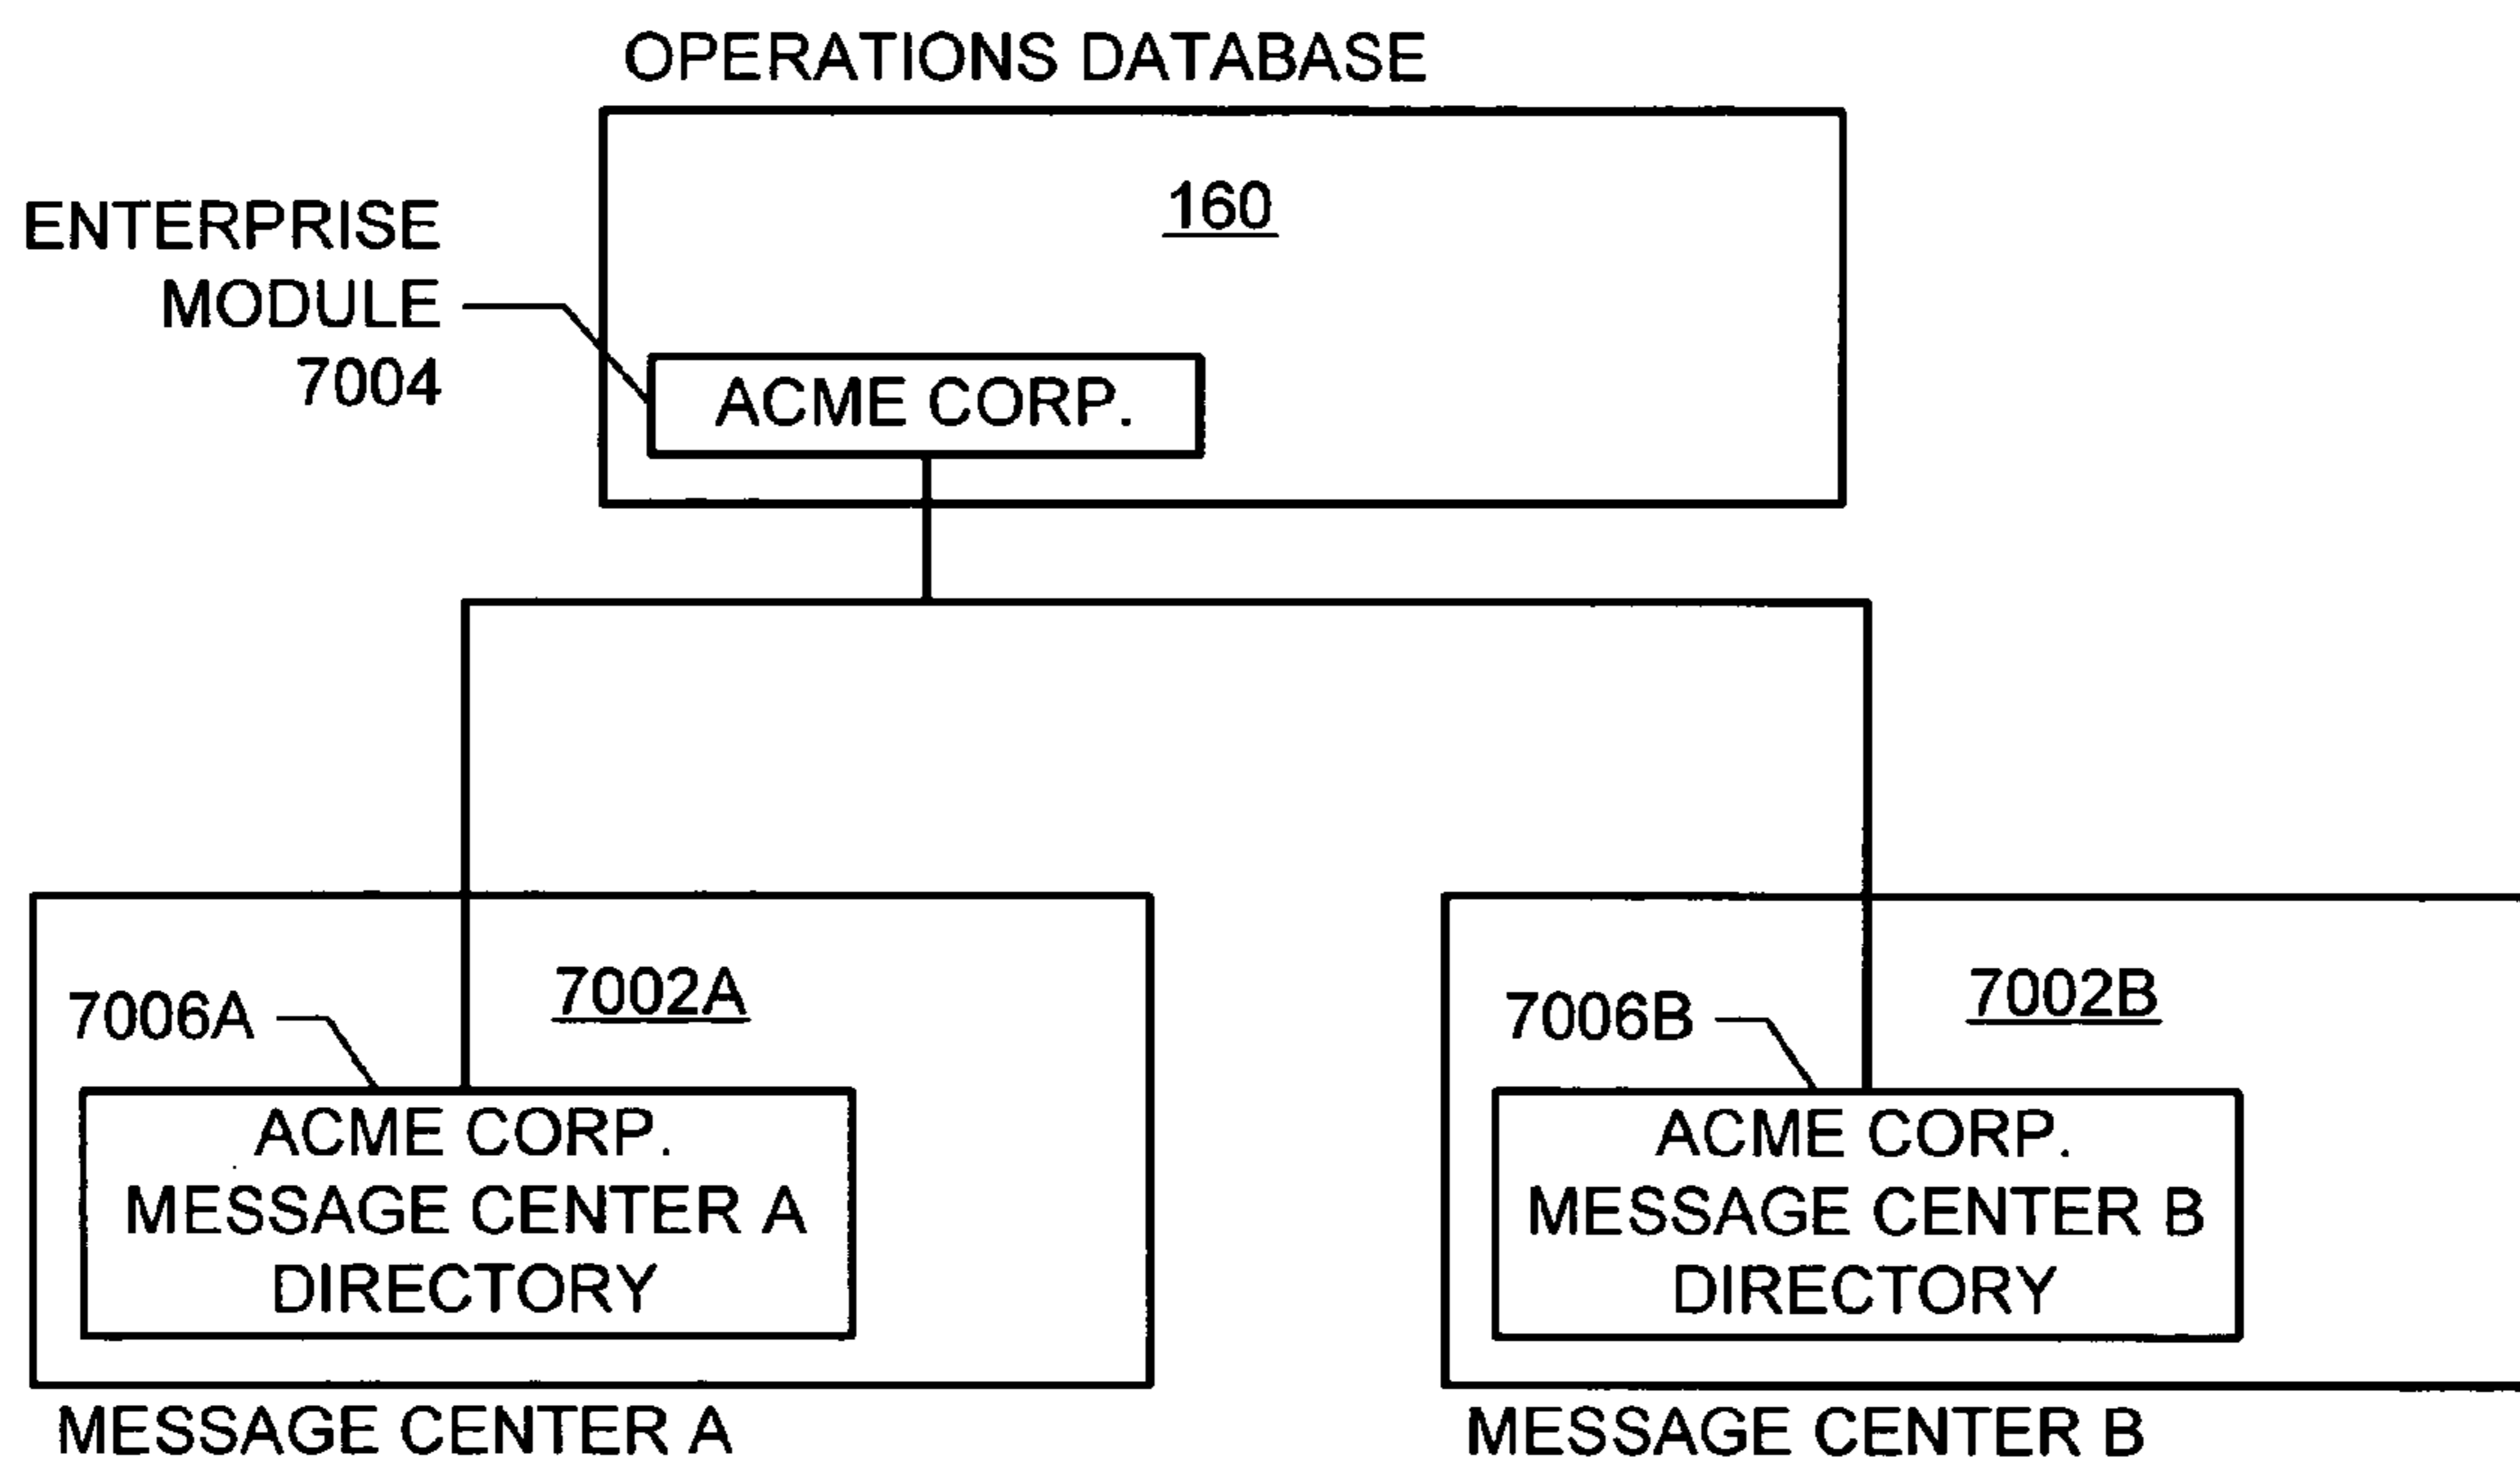 OPERATIONS DATABASE
160
ENTERPRISE
MODULE
7004
ACME CORP.
7006A
7002A
ACME CORP.
MESSAGE CENTER A
DIRECTORY
MESSAGE CENTER A
7006B
7002B
ACME CORP.
MESSAGE CENTER B
DIRECTORY
MESSAGE CENTER B